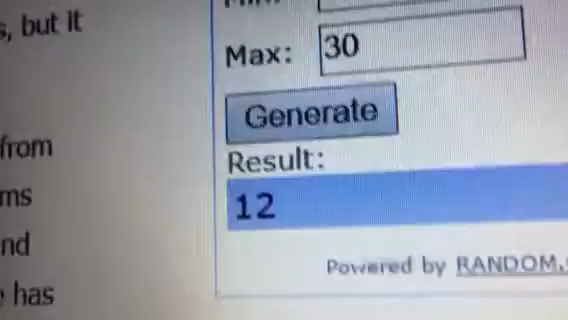 s, but it
from
ms
nd
has
Max: 30
Generate
Result:
12
Powered by RANDOM.